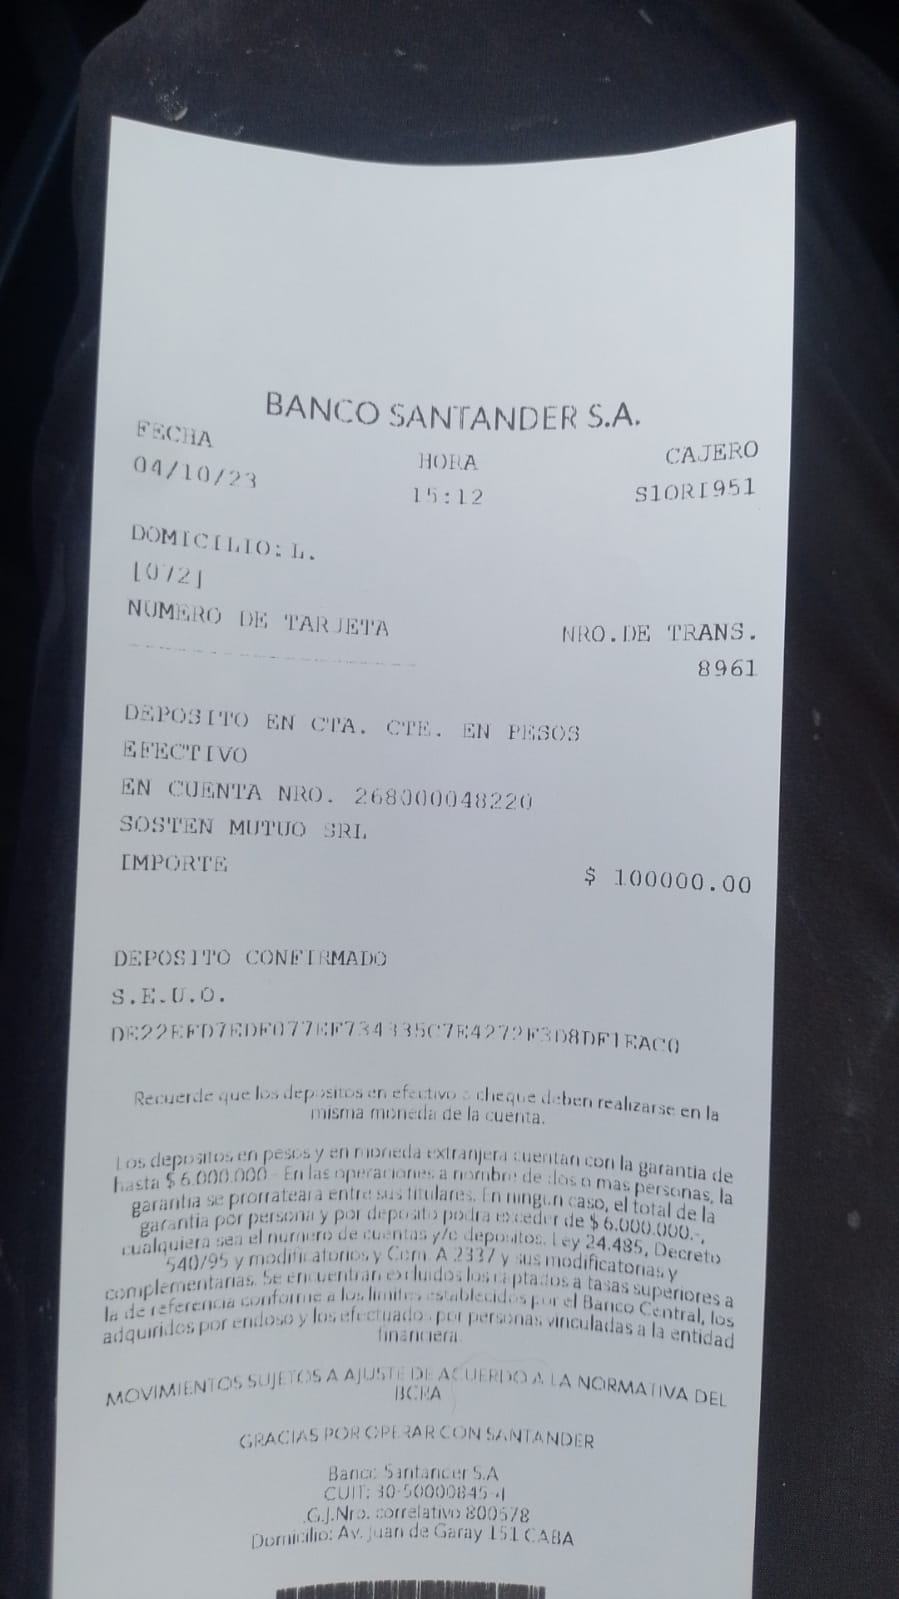 BANCO SANTANDER S.A.
FECHA HORA CAJERO
04/10/23 15:12 S1ORI951
DOMICILIO: L.
[072]
NUMERO DE TARJETA NRO.DE TRANS.
8961
DEPOSITO EN CTA. CTE. EN PESOS
EFECTIVO
EN CUENTA NRO. 268000048220
SOSTEN MUTUO SRL
IMPORTE $ 100000.00
DEPOSITO CONFIRMADO
S.E.U.O.
DE22EFD7EDF077EF734335C7E4272F3D8DF1EAC0
Recuerde que los depositos en efectivo o cheque deben realizarse en la
misma moneda de la cuenta.
Los depositos en pesos y en moneda extranjera cuentan con la garantia de
hasta $ 6.000.000 - En las operaciones a nombre de dos o mas personas, la
garantia se prorrateara entre sus titulares. En ningun caso, el total de la
garantia por persona y por deposito podra exceder de $ 6.000.000.-,
cualquiera sea el numero de cuentas y/o depositos. Ley 24.485, Decreto
540/95 y modificatorios y Com. A 2337 y sus modificatorias y
complementarias. Se encuentran excluidos los captados a tasas superiores a
la de referencia conforme a los limites establecidos por el Banco Central, los
adquiridos por endoso y los efectuados por personas vinculadas a la entidad
financiera.
MOVIMIENTOS SUJETOS A AJUSTE DE ACUERDO A LA NORMATIVA DEL
BCRA
GRACIAS POR OPERAR CON SANTANDER
Banco Santander S.A
CUIT: 30-50000845-4
.G.J.Nro. correlativo 800578
Domicilio: Av. Juan de Garay 151 CABA